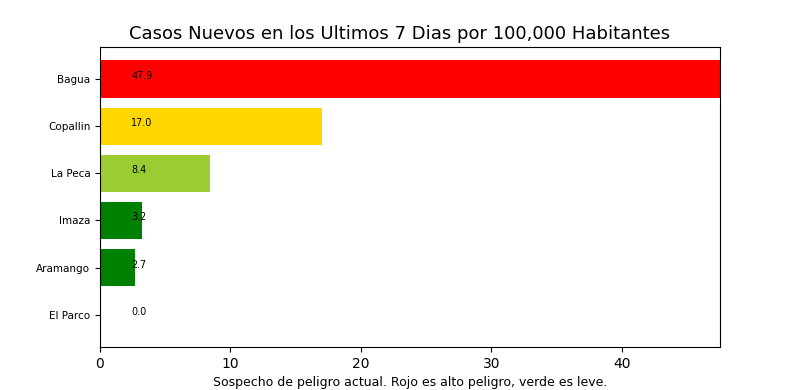 Casos Nuevos en los Ultimos 7 Dias por 100,000 Habitantes
Bagua 47.9
Copallin 17.0
La Peca 8.4
Imaza 3.2
Aramango 2.7
El Parco 0.0
0 10 20 30 40
Sospecho de peligro actual. Rojo es alto peligro, verde es leve.